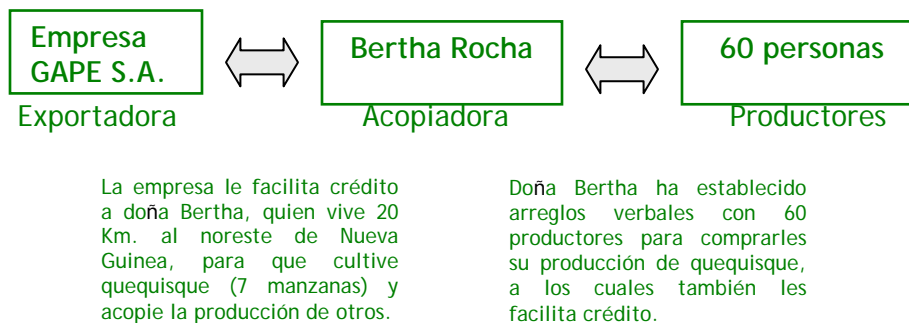 Empresa
GAPE S.A.
Bertha Rocha
60 personas
Exportadora
Acopiadora
Productores
La empresa le facilita crédito
a doña Bertha, quien vive 20
Km. al noreste de Nueva
Guinea, para que cultive
quequisque (7 manzanas) y
acopie la producción de otros.
Doña Bertha ha establecido
arreglos verbales con 60
productores para comprarles
su producción de quequisque,
a los cuales también les
facilita crédito.